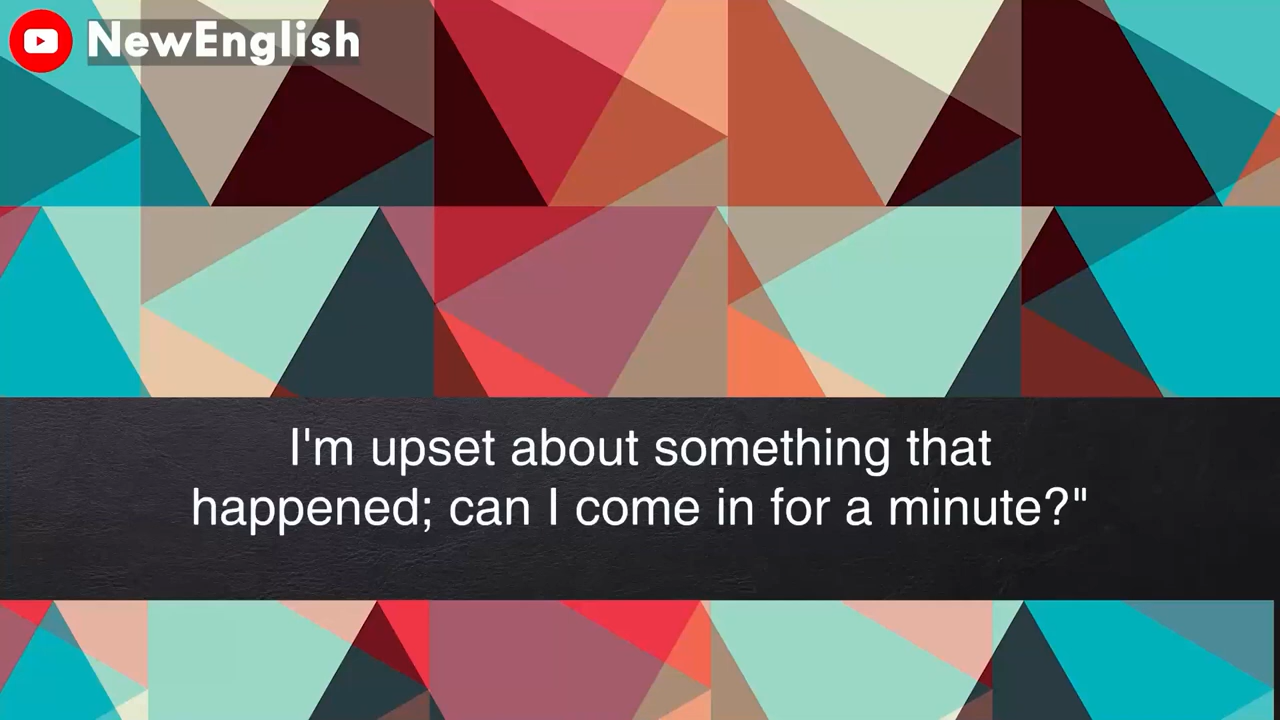 NewEnglish
I'm upset about something that
happened; can I come in for a minute?"